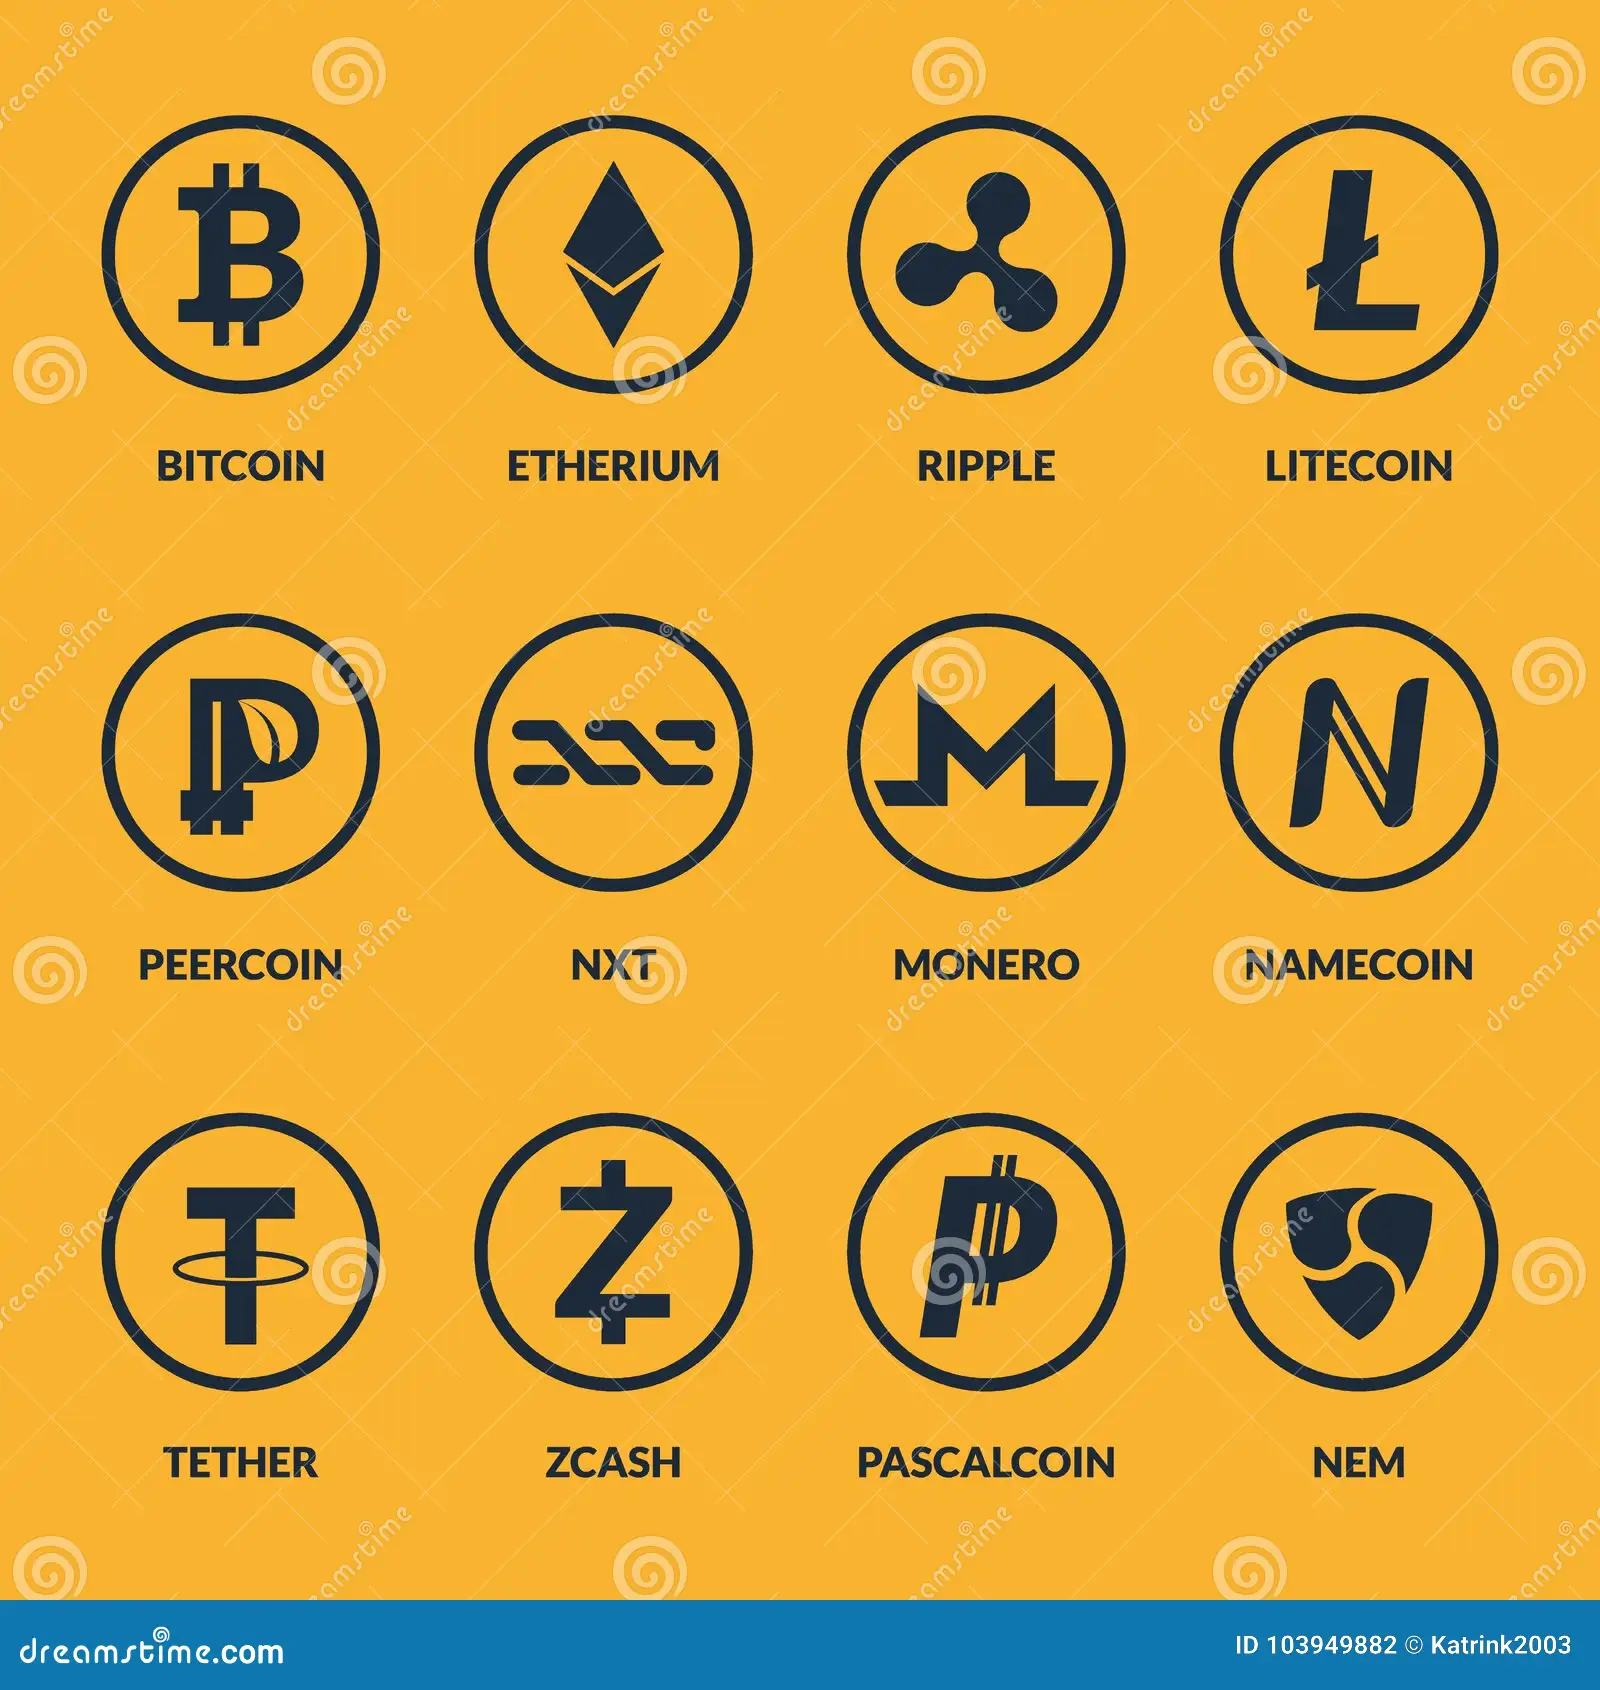 BITCOIN ETHERIUM RIPPLE LITECOIN
PEERCOIN NXT MONERO NAMECOIN
TETHER ZCASH PASCALCOIN NEM
dreamstime.com ID 103949882 © Katrink2003